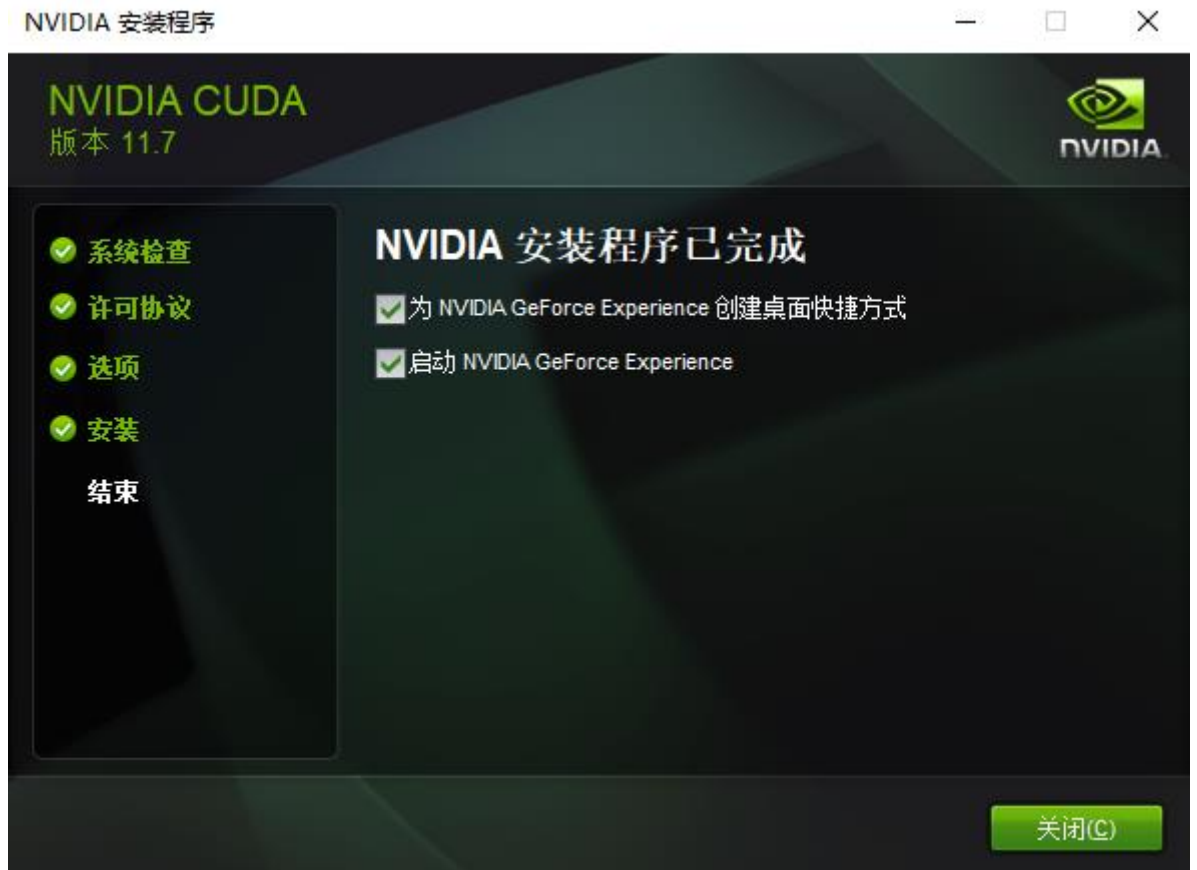 NVIDIA 安装程序
NVIDIA CUDA
版本 11.7
NVIDIA
系统检查
许可协议
选项
安装
结束
NVIDIA 安装程序已完成
为 NVIDIA GeForce Experience 创建桌面快捷方式
启动 NVIDIA GeForce Experience
关闭(C)